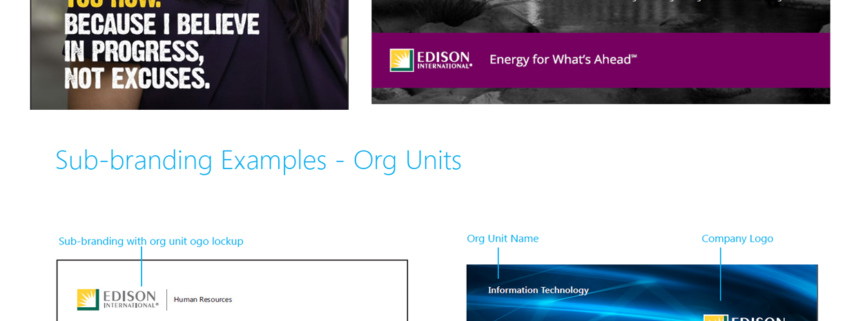 YOU NOW.
BECAUSE I BELIEVE
IN PROGRESS,
NOT EXCUSES.
EDISON
INTERNATIONAL®
Energy for What's Ahead℠
Sub-branding Examples - Org Units
Sub-branding with org unit ogo lockup
EDISON
INTERNATIONAL®
Human Resources
Org Unit Name
Company Logo
Information Technology
EDISON